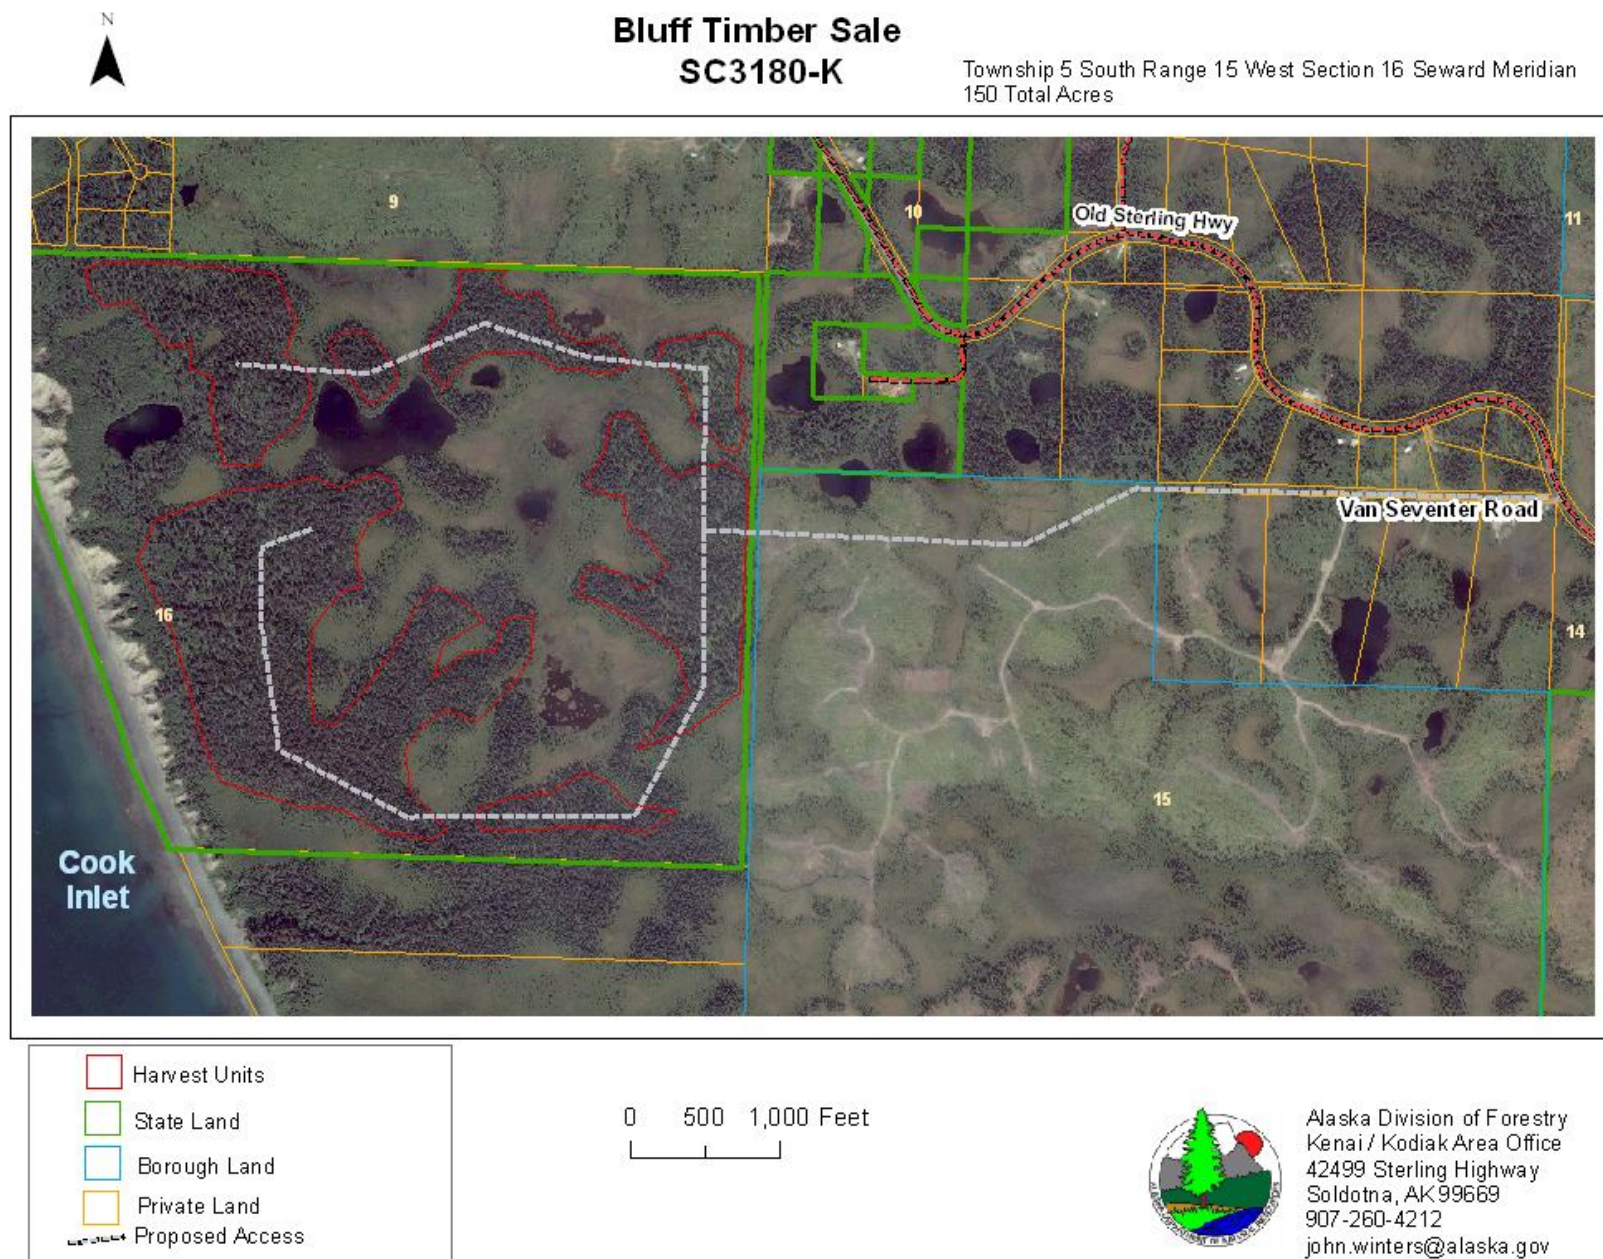 N
Bluff Timber Sale
SC3180-K
Township 5 South Range 15 West Section 16 Seward Meridian
150 Total Acres
9
10
11
Old Sterling Hwy
Van Seventer Road
16
14
15
Cook
Inlet
Harvest Units
State Land
Borough Land
Private Land
Proposed Access
0 500 1,000 Feet
Alaska Division of Forestry
Kenai / Kodiak Area Office
42499 Sterling Highway
Soldotna, AK 99669
907-260-4212
john.winters@alaska.gov